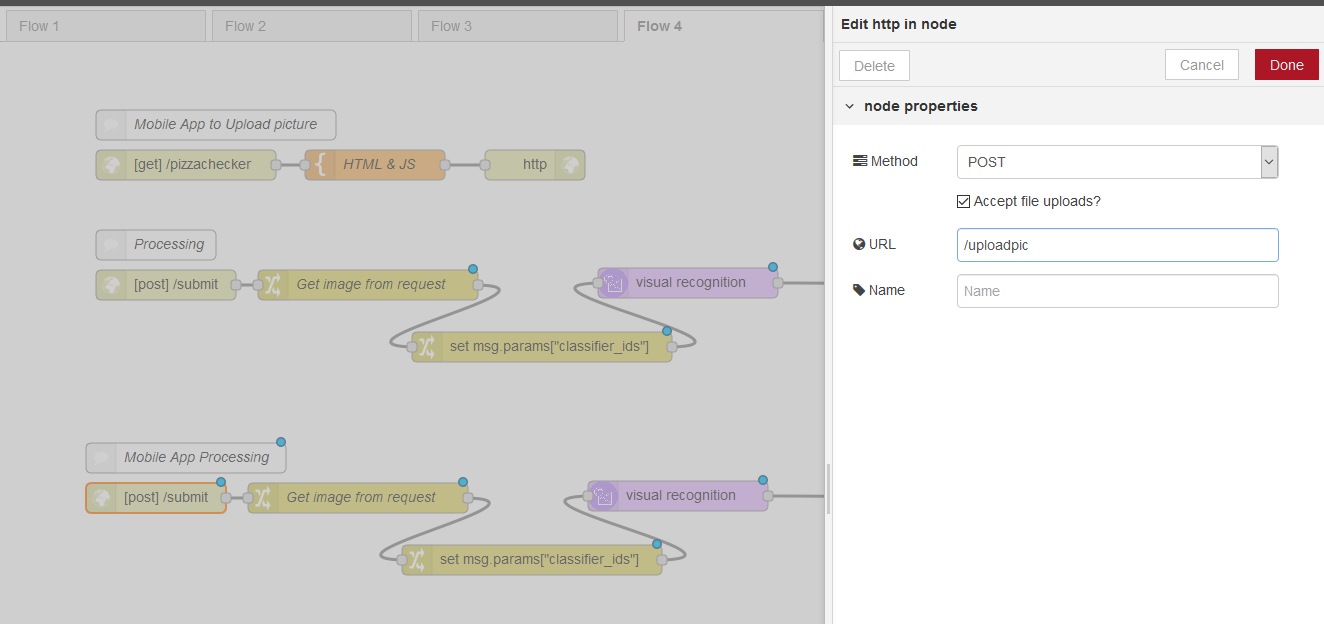 Flow 1
Flow 2
Flow 3
Flow 4
Mobile App to Upload picture
[get] /pizzachecker
HTML & JS
http
Processing
[post] /submit
Get image from request
visual recognition
set msg.params["classifier_ids"]
Mobile App Processing
[post] /submit
Get image from request
visual recognition
set msg.params["classifier_ids"]
Edit http in node
Delete
Cancel
Done
node properties
Method
POST
Accept file uploads?
URL
/uploadpic
Name
Name